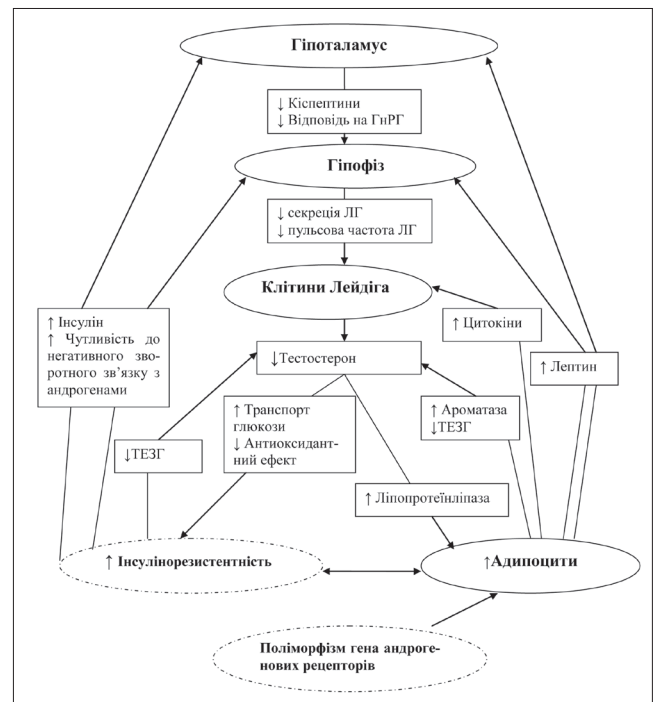 Гіпоталамус
↓ Кіспептини
↓ Відповідь на ГнРГ
Гіпофіз
↓ секреція ЛГ
↓ пульсова частота ЛГ
Клітини Лейдіга
↑ Інсулін
↑ Чутливість до
негативного зво-
ротного зв'язку з
андрогенами
↑ Цитокіни
↑ Лептин
↓Тестостерон
↓ТЕЗГ
↑ Транспорт
глюкози
↓ Антиоксидант-
ний ефект
↑ Ароматаза
↓ТЕЗГ
↑ Ліпопротеїнліпаза
↑ Інсулінорезистентність
↑Адипоцити
Поліморфізм гена андроге-
нових рецепторів